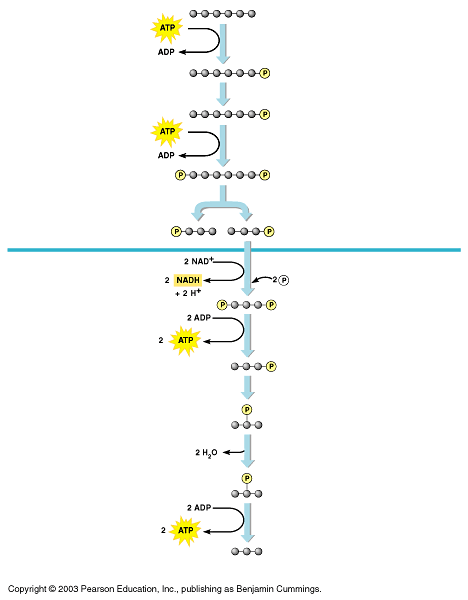 ATP
ADP
P
P
ATP
ADP
P P
P P
2 NAD+
2 NADH 2 P
+ 2 H+
P P
2 ADP
2 ATP
P
P
2 H2O
P
2 ADP
2 ATP
Copyright © 2003 Pearson Education, Inc., publishing as Benjamin Cummings.